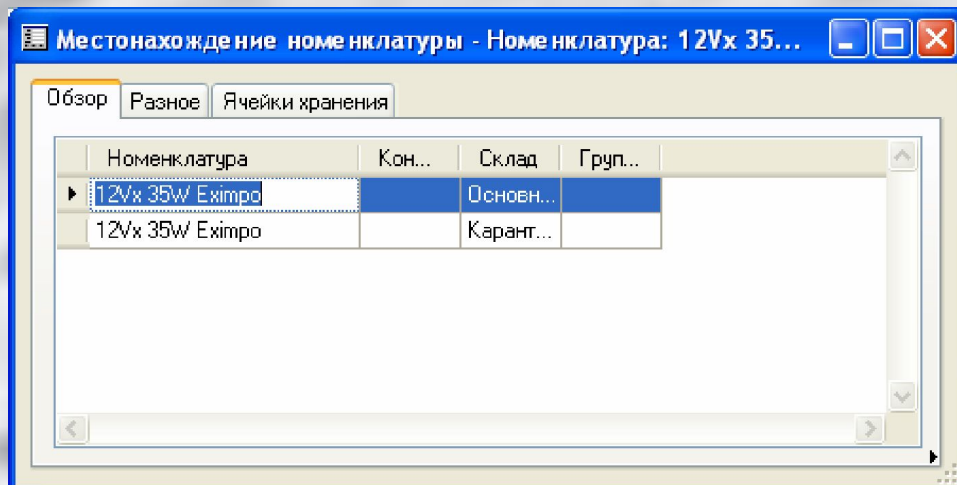 Местонахождение номенклатуры - Номенклатура: 12Vx 35...
Обзор Разное Ячейки хранения
Номенклатура Кон... Склад Груп...
12Vx 35W Eximpo Основн...
12Vx 35W Eximpo Карант...